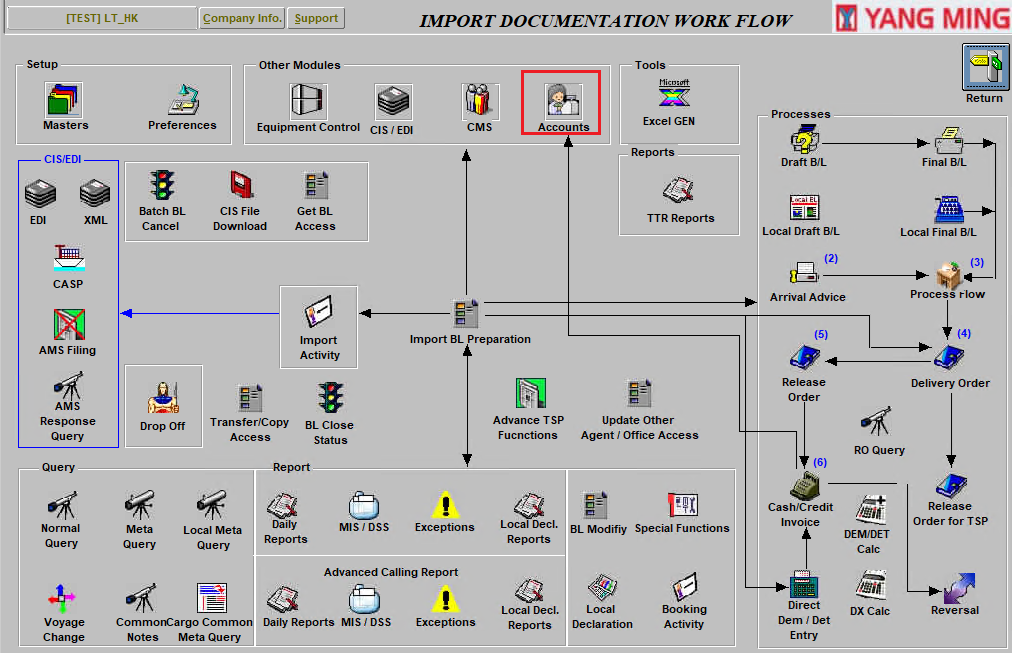 [TEST] LT_HK
Company Info.
Support
IMPORT DOCUMENTATION WORK FLOW
YANG MING
Setup
Masters
Preferences
Other Modules
Equipment Control
CIS / EDI
CMS
Accounts
Tools
Microsoft
Excel GEN
Return
CIS/EDI
EDI
XML
CASP
AMS Filing
AMS
Response
Query
Batch BL
Cancel
CIS File
Download
Get BL
Access
Reports
TTR Reports
Import
Activity
Import BL Preparation
Drop Off
Transfer/Copy
Access
BL Close
Status
Advance TSP
Fucnctions
Update Other
Agent / Office Access
Processes
Draft B/L
Final B/L
Local BL
Local Draft B/L
Local Final B/L
(2)
Arrival Advice
(3)
Process Flow
(5)
Release
Order
(4)
Delivery Order
RO Query
(6)
Cash/Credit
Invoice
Release
Order for TSP
DEM/DET
Calc
Direct
Dem / Det
Entry
DX Calc
Reversal
Query
Normal
Query
Meta
Query
Local Meta
Query
Voyage
Change
Common
Notes
Cargo Common
Meta Query
Report
Daily
Reports
MIS / DSS
Exceptions
Local Decl.
Reports
Advanced Calling Report
Daily Reports
MIS / DSS
Exceptions
Local Decl.
Reports
BL Modifiy
Special Functions
Local
Declaration
Booking
Activity